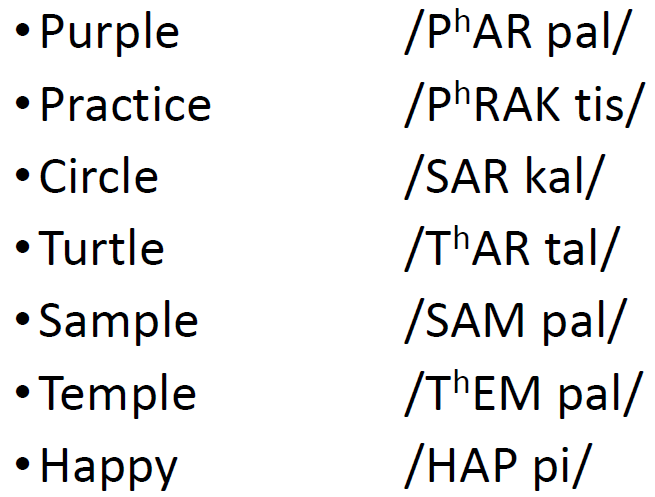 • Purple /PʰAR pal/
• Practice /PʰRAK tis/
• Circle /SAR kal/
• Turtle /TʰAR tal/
• Sample /SAM pal/
• Temple /TʰEM pal/
• Happy /HAP pi/